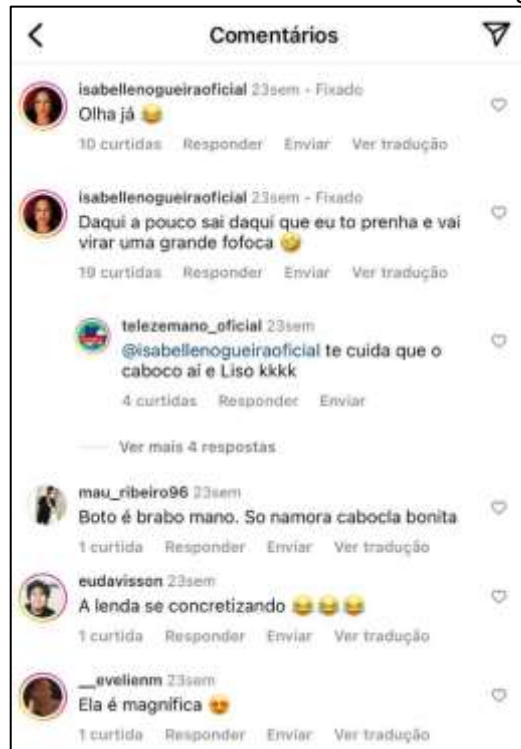 Comentários
isabellenogueiraoficial 23sem • Fixado
Olha já 😂
10 curtidas Responder Enviar Ver tradução
isabellenogueiraoficial 23sem • Fixado
Daqui a pouco sai daqui que eu to prenha e vai
virar uma grande fofoca 🤣
19 curtidas Responder Enviar Ver tradução
telezemano_oficial 23sem
@isabellenogueiraoficial te cuida que o
caboco aí e Liso kkkk
4 curtidas Responder Enviar
Ver mais 4 respostas
mau_ribeiro96 23sem
Boto é brabo mano. So namora cabocla bonita
1 curtida Responder Enviar Ver tradução
eudavisson 23sem
A lenda se concretizando 😂😂😂
1 curtida Responder Enviar Ver tradução
__evelienm 23sem
Ela é magnífica 😍
1 curtida Responder Enviar Ver tradução